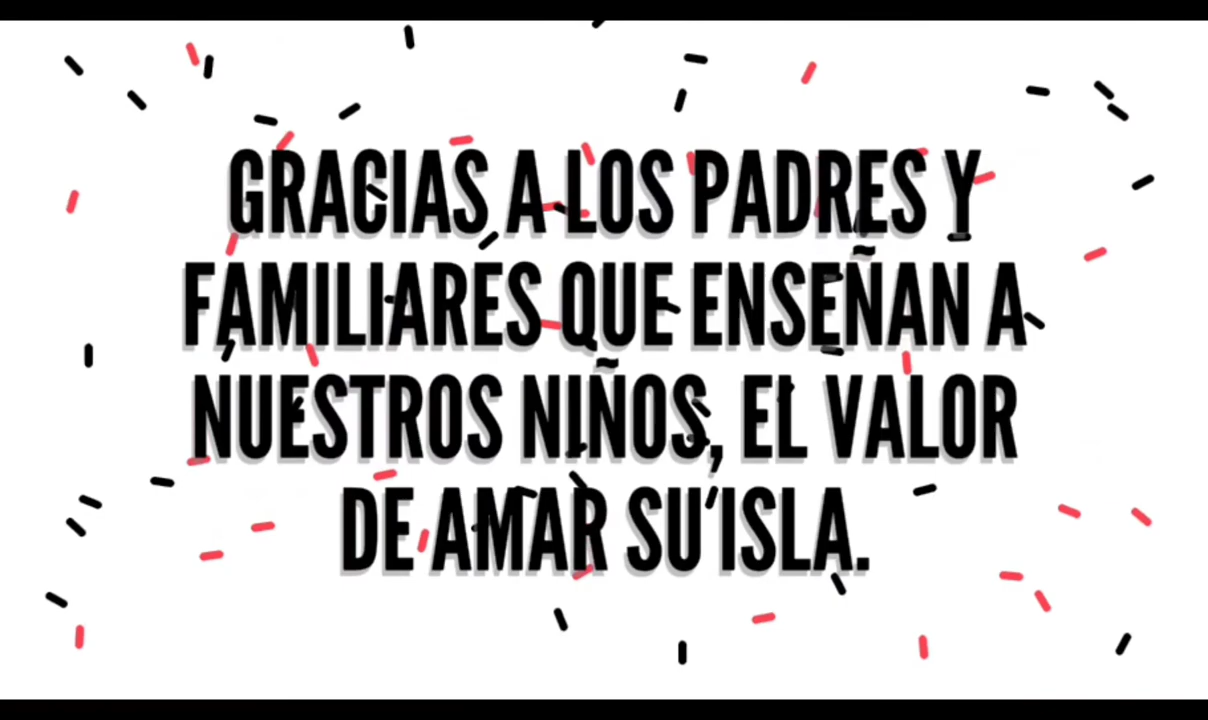 GRACIAS A LOS PADRES Y
FAMILIARES QUE ENSEÑAN A
NUESTROS NIÑOS, EL VALOR
DE AMAR SU ISLA.